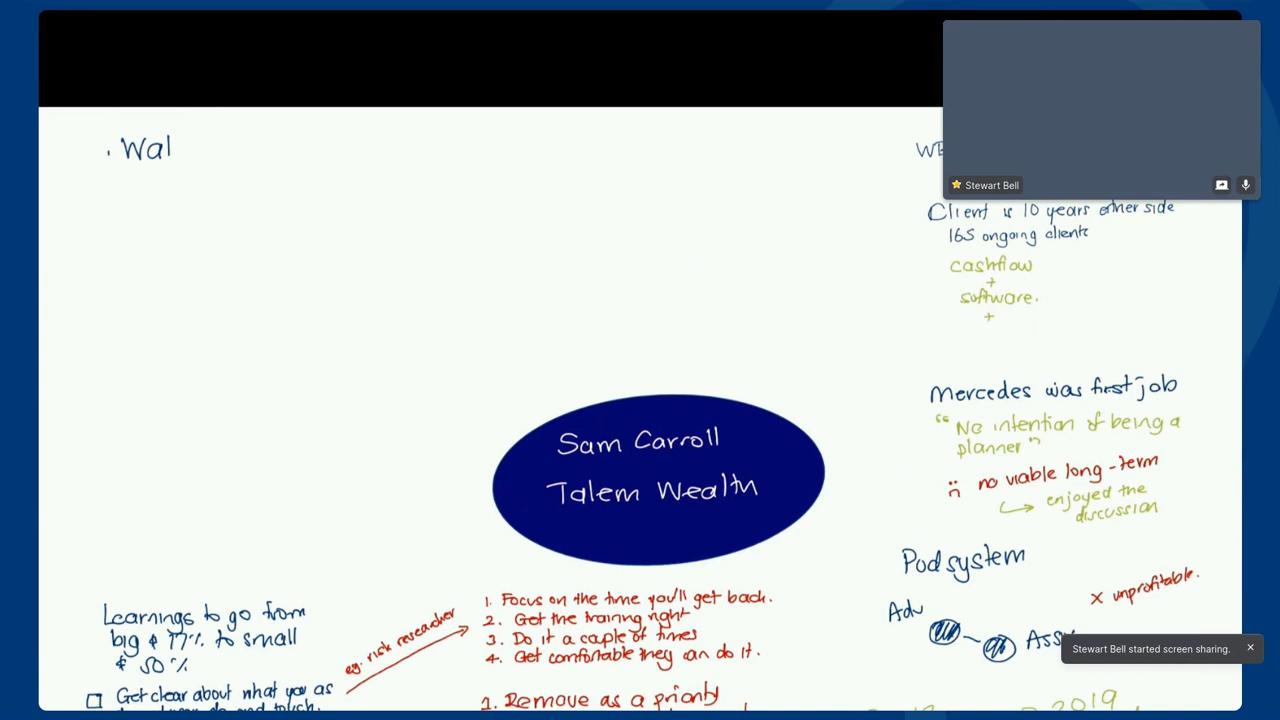 · Wal
Stewart Bell
Client is 10 years either side
165 ongoing clients
cashflow
+
software.
+
Sam Carroll
Talem Wealth
Mercedes was first job
"No intention of being a
planner"
no viable long-term
enjoyed the
discussion
Pod system
x unprofitable.
Adv
Learnings to go from
big & 77% to small
& 50%
Get clear about what you as
eg. risk researcher
1. Focus on the time you'll get back.
2. Get the training right
3. Do it a couple of times
4. Get comfortable they can do it.
1. Remove as a priority
Stewart Bell started screen sharing.
2019